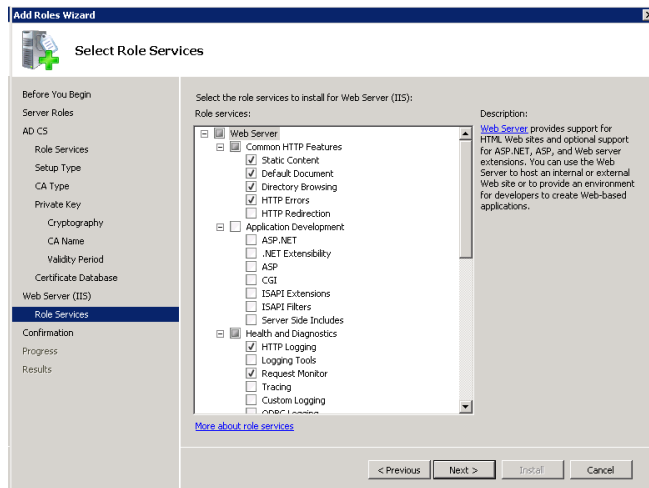 Add Roles Wizard
Select Role Services
Before You Begin
Server Roles
AD CS
Role Services
Setup Type
CA Type
Private Key
Cryptography
CA Name
Validity Period
Certificate Database
Web Server (IIS)
Role Services
Confirmation
Progress
Results
Select the role services to install for Web Server (IIS):
Role services:
Web Server
Common HTTP Features
Static Content
Default Document
Directory Browsing
HTTP Errors
HTTP Redirection
Application Development
ASP.NET
.NET Extensibility
ASP
CGI
ISAPI Extensions
ISAPI Filters
Server Side Includes
Health and Diagnostics
HTTP Logging
Logging Tools
Request Monitor
Tracing
Custom Logging
ODBC Logging
More about role services
Description:
Web Server provides support for
HTML Web sites and optional support
for ASP.NET, ASP, and Web server
extensions. You can use the Web
Server to host an internal or external
Web site or to provide an environment
for developers to create Web-based
applications.
< Previous
Next >
Install
Cancel